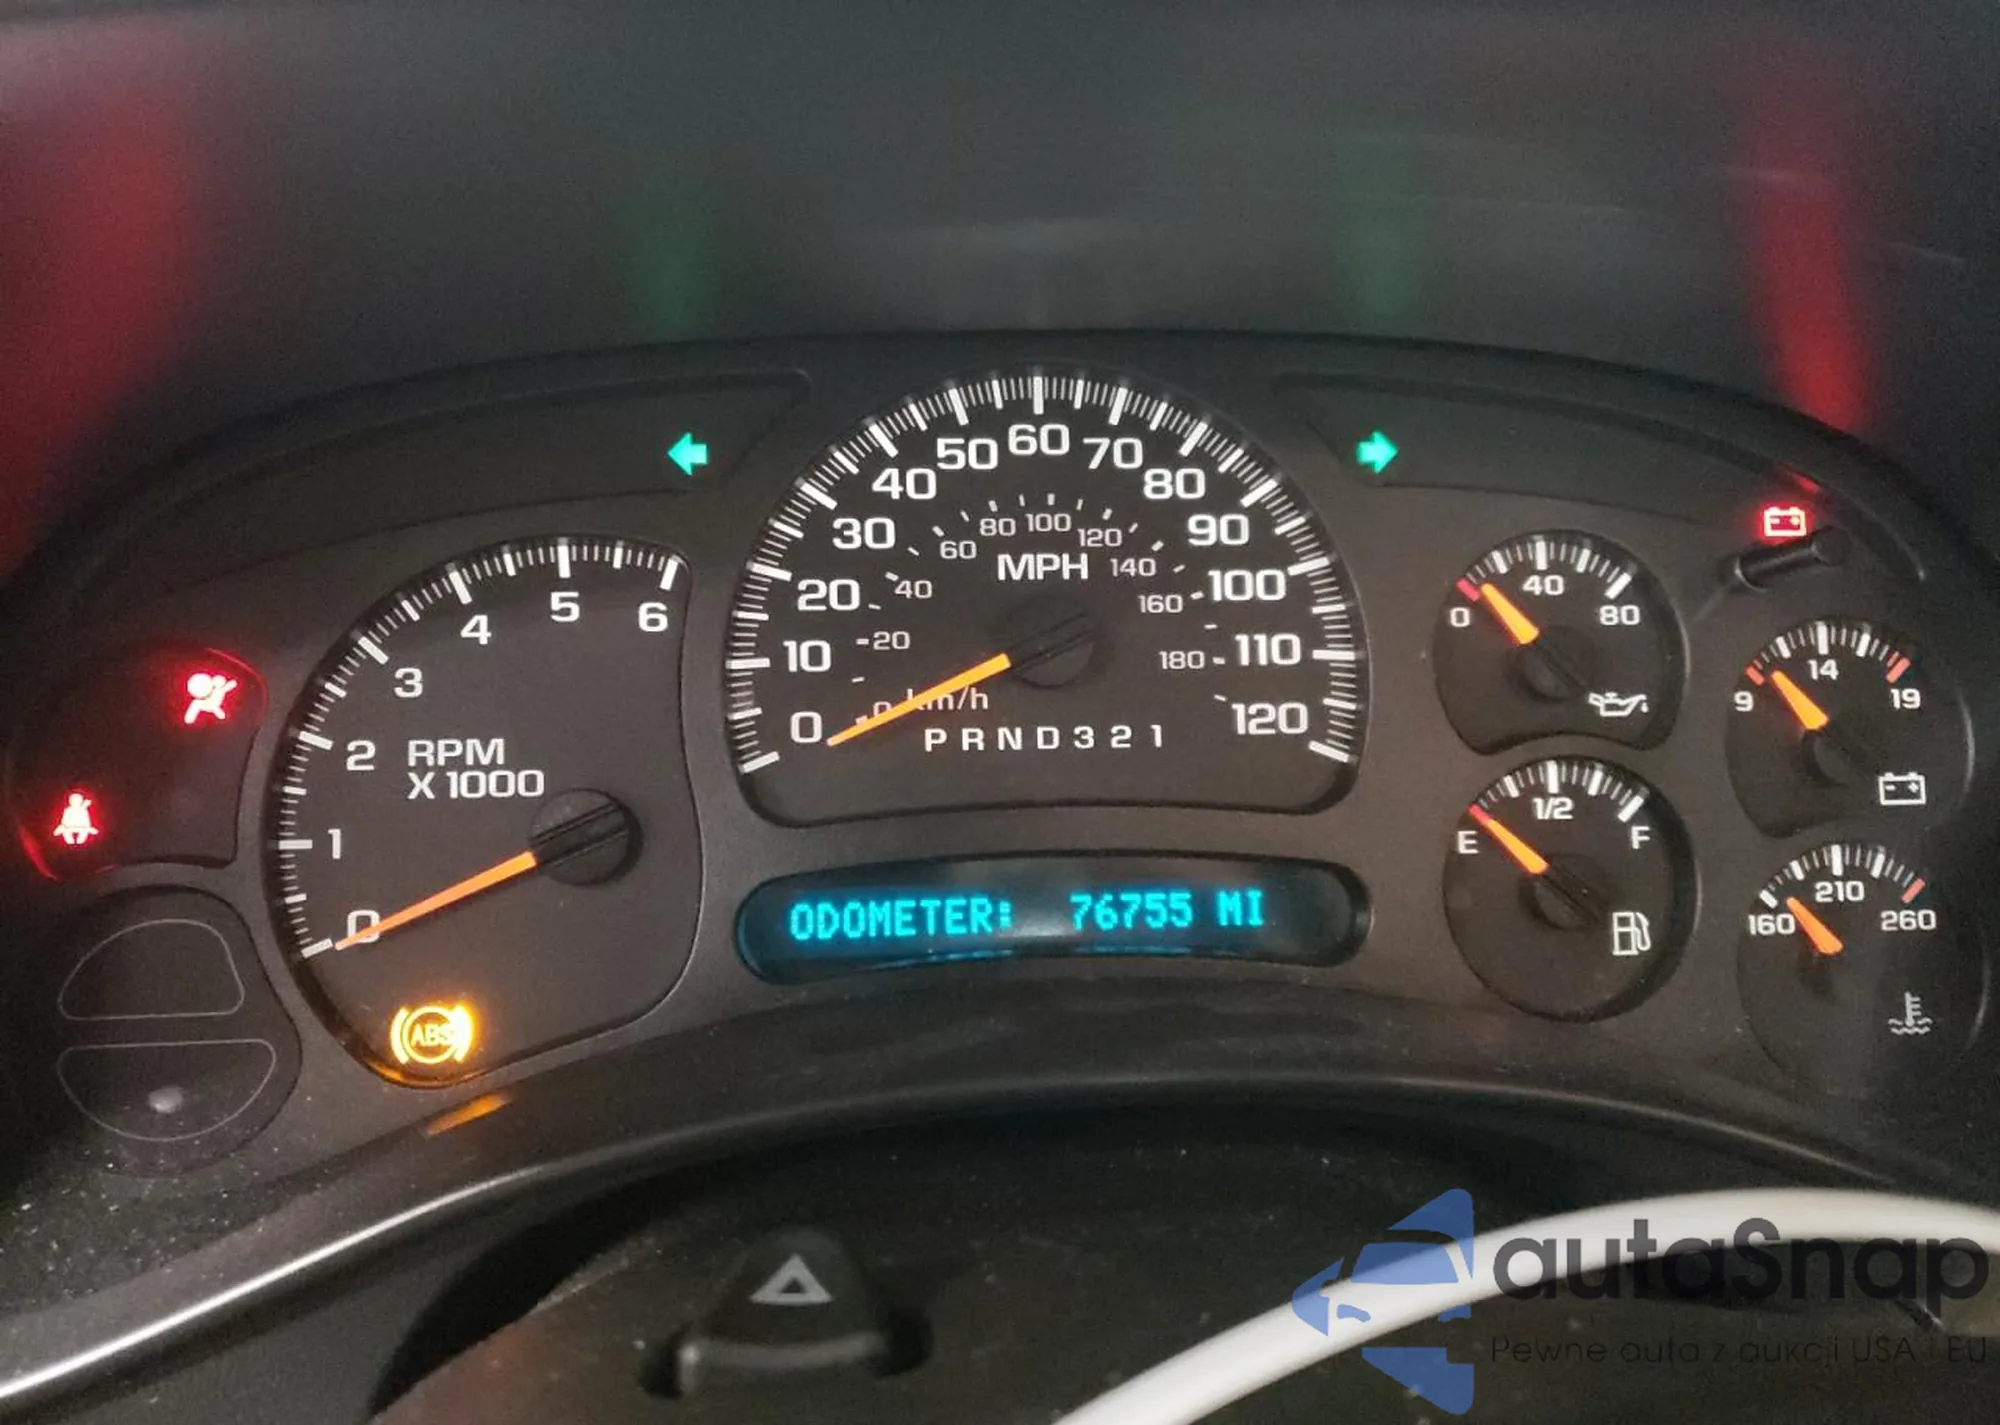 0 10 20 30 40 50 60 70 80 90 100 110 120
0 20 40 60 80 100 120 140 160 180
MPH
km/h
P R N D 3 2 1
0 1 2 3 4 5 6
RPM
X 1000
ABS
ODOMETER: 76755 MI
0 40 80
9 14 19
E 1/2 F
160 210 260
autaSnap
Pewne auta z aukcji USA i EU